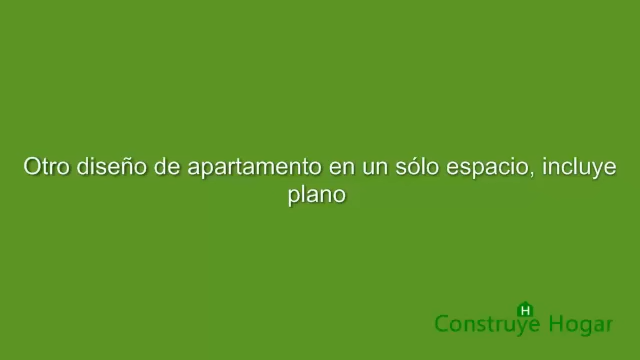 Otro diseño de apartamento en un sólo espacio, incluye
plano
H
Construye Hogar